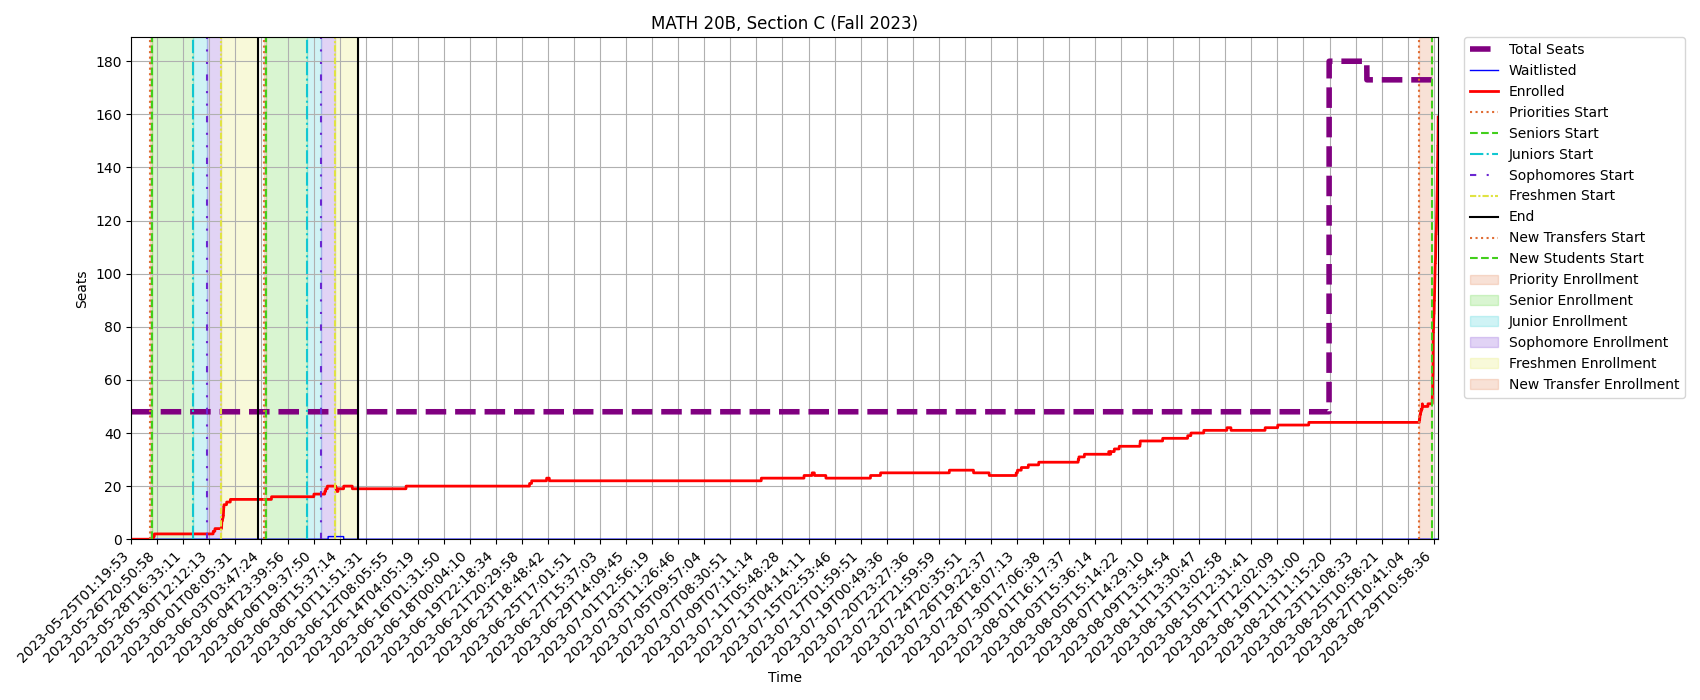 MATH 20B, Section C (Fall 2023)
Seats
180
160
140
120
100
80
60
40
20
0
2023-05-25T01:19:53
2023-05-26T20:50:58
2023-05-28T16:33:11
2023-05-30T12:12:13
2023-06-01T08:05:31
2023-06-03T03:47:24
2023-06-04T23:39:56
2023-06-06T19:37:50
2023-06-08T15:37:14
2023-06-10T11:51:31
2023-06-12T08:05:55
2023-06-14T04:05:19
2023-06-16T01:31:50
2023-06-18T00:04:10
2023-06-19T22:18:34
2023-06-21T20:29:58
2023-06-23T18:48:42
2023-06-25T17:01:51
2023-06-27T15:37:03
2023-06-29T14:09:45
2023-07-01T12:56:19
2023-07-03T11:26:46
2023-07-05T09:57:04
2023-07-07T08:30:51
2023-07-09T07:11:14
2023-07-11T05:48:28
2023-07-13T04:14:11
2023-07-15T02:53:46
2023-07-17T01:59:51
2023-07-19T00:49:36
2023-07-20T23:27:36
2023-07-22T21:59:59
2023-07-24T20:35:51
2023-07-26T19:22:37
2023-07-28T18:07:13
2023-07-30T17:06:38
2023-08-01T16:17:37
2023-08-03T15:36:14
2023-08-05T15:14:22
2023-08-07T14:29:10
2023-08-09T13:54:54
2023-08-11T13:30:47
2023-08-13T13:02:58
2023-08-15T12:31:41
2023-08-17T12:02:09
2023-08-19T11:31:00
2023-08-21T11:15:20
2023-08-23T11:08:33
2023-08-25T10:58:21
2023-08-27T10:41:04
2023-08-29T10:58:36
Time
Total Seats
Waitlisted
Enrolled
Priorities Start
Seniors Start
Juniors Start
Sophomores Start
Freshmen Start
End
New Transfers Start
New Students Start
Priority Enrollment
Senior Enrollment
Junior Enrollment
Sophomore Enrollment
Freshmen Enrollment
New Transfer Enrollment